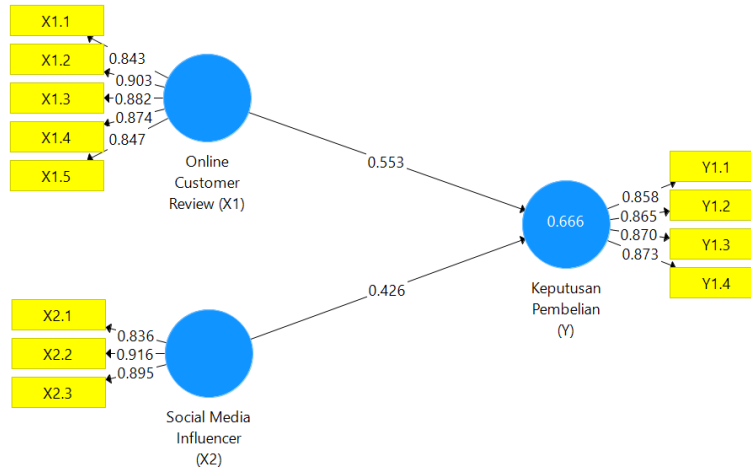 X1.1
0.843
X1.2
0.903
X1.3
0.882
X1.4
0.874
X1.5
0.847
Online
Customer
Review (X1)
0.553
X2.1
0.836
X2.2
0.916
X2.3
0.895
Social Media
Influencer
(X2)
0.426
0.666
Keputusan
Pembelian
(Y)
0.858
Y1.1
0.865
Y1.2
0.870
Y1.3
0.873
Y1.4